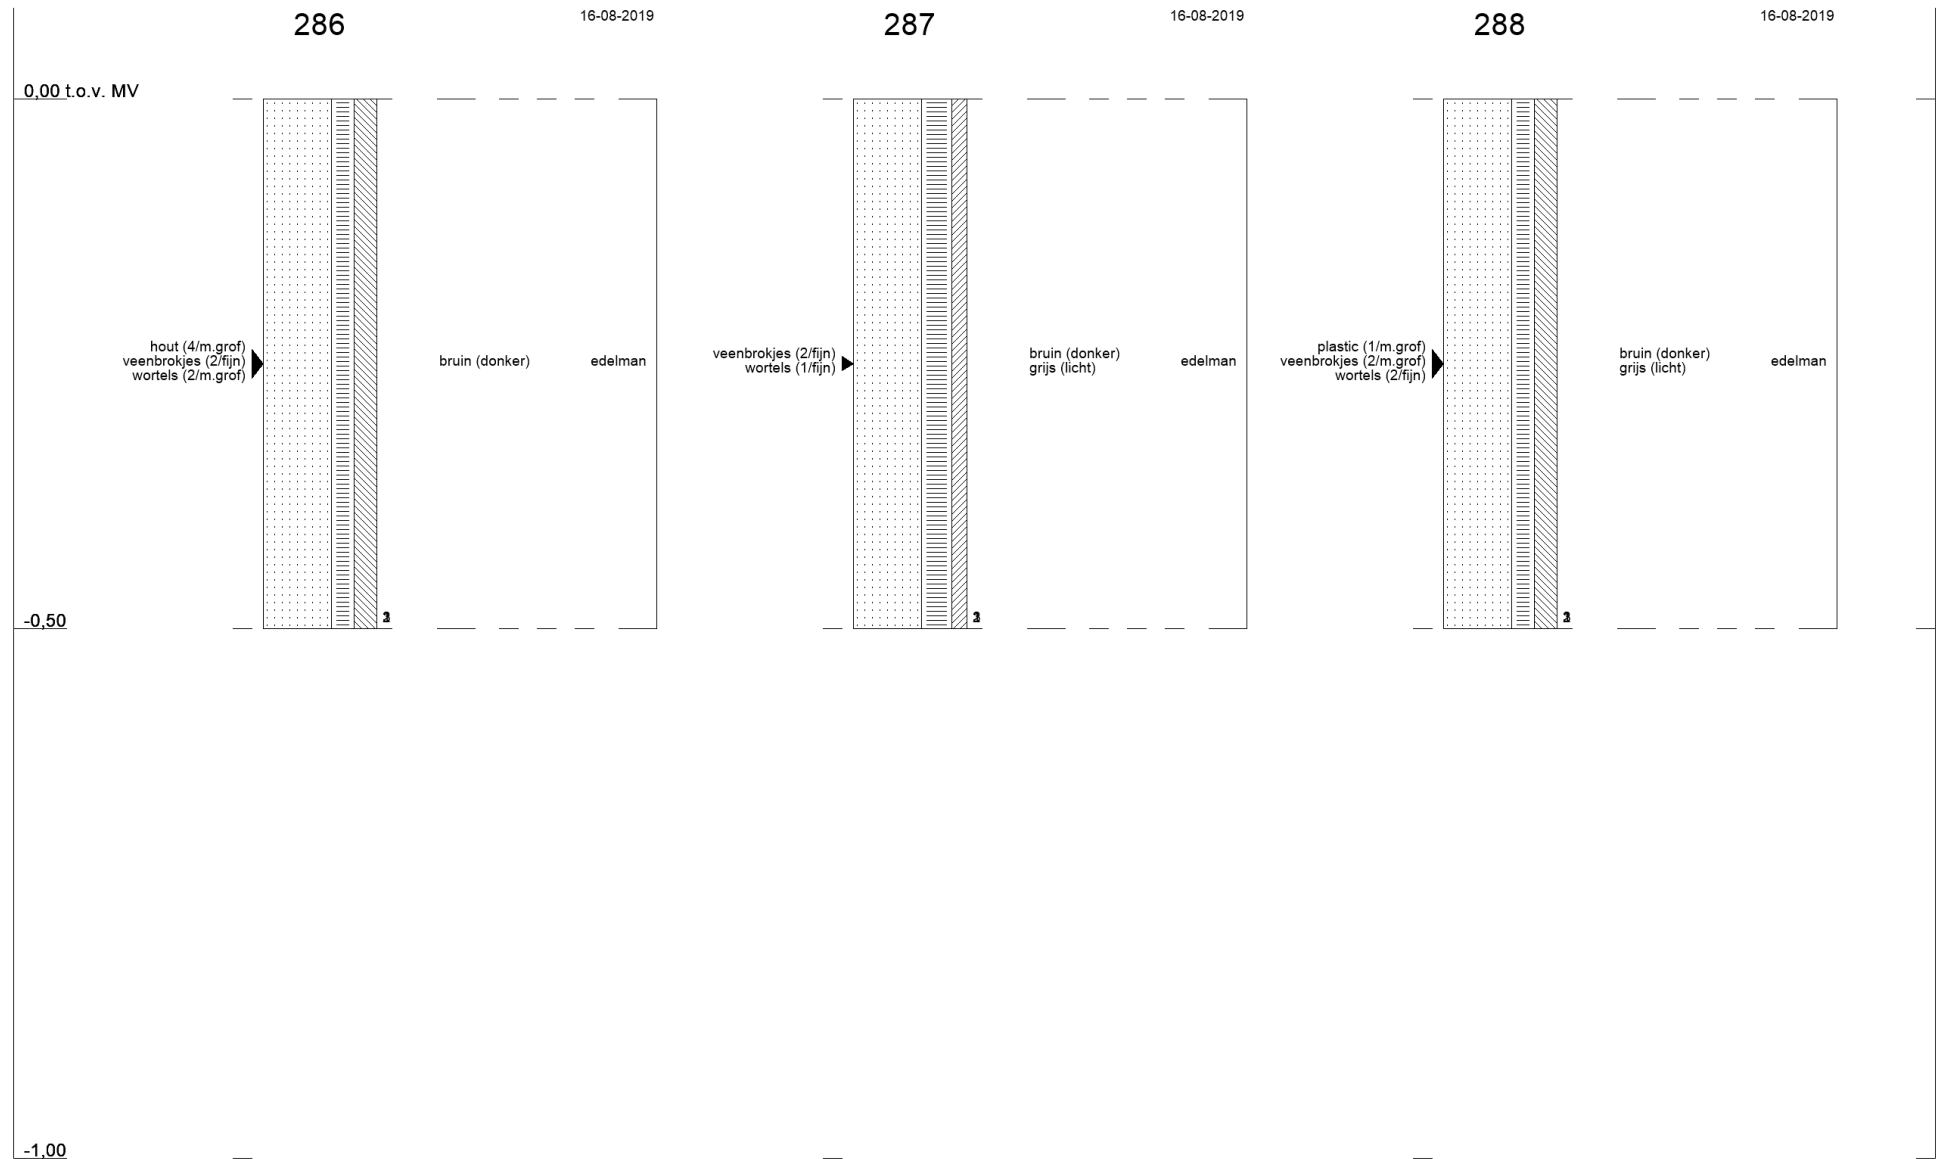 286
16-08-2019
287
16-08-2019
288
16-08-2019
0,00 t.o.v. MV
hout (4/m.grof)
veenbrokjes (2/fijn)
wortels (2/m.grof)
bruin (donker)
edelman
veenbrokjes (2/fijn)
wortels (1/fijn)
bruin (donker)
grijs (licht)
edelman
plastic (1/m.grof)
veenbrokjes (2/m.grof)
wortels (2/fijn)
bruin (donker)
grijs (licht)
edelman
-0,50
-1,00